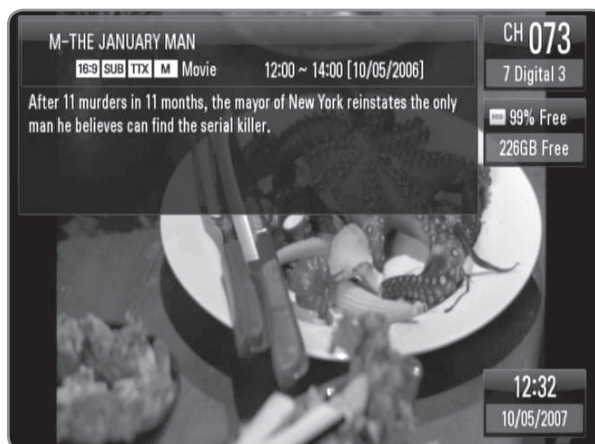 M-THE JANUARY MAN
16:9 SUB TTX M Movie 12:00 ~ 14:00 [10/05/2006]
After 11 murders in 11 months, the mayor of New York reinstates the only
man he believes can find the serial killer.
CH 073
7 Digital 3
HDD 99% Free
226GB Free
12:32
10/05/2007